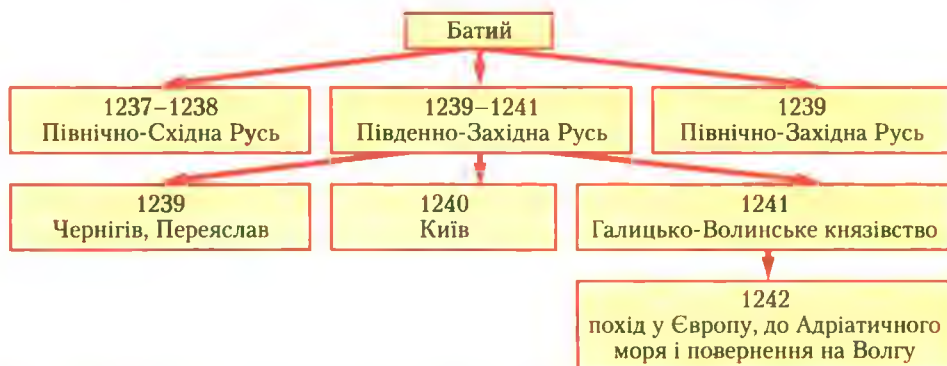 Батий
1237–1238
Північно-Східна Русь
1239–1241
Південно-Західна Русь
1239
Північно-Західна Русь
1239
Чернігів, Переяслав
1240
Київ
1241
Галицько-Волинське князівство
1242
похід у Європу, до Адріатичного
моря і повернення на Волгу